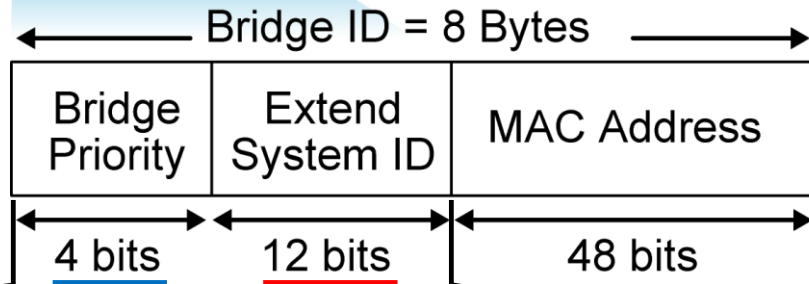 Bridge ID = 8 Bytes
Bridge Priority
Extend System ID
MAC Address
4 bits
12 bits
48 bits